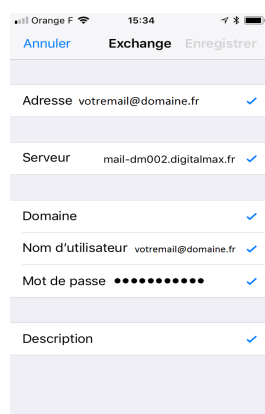 Orange F 15:34
Annuler Exchange Enregistrer
Adresse votremail@domaine.fr
Serveur mail-dm002.digitalmax.fr
Domaine
Nom d'utilisateur votremail@domaine.fr
Mot de passe ●●●●●●●●●●●
Description